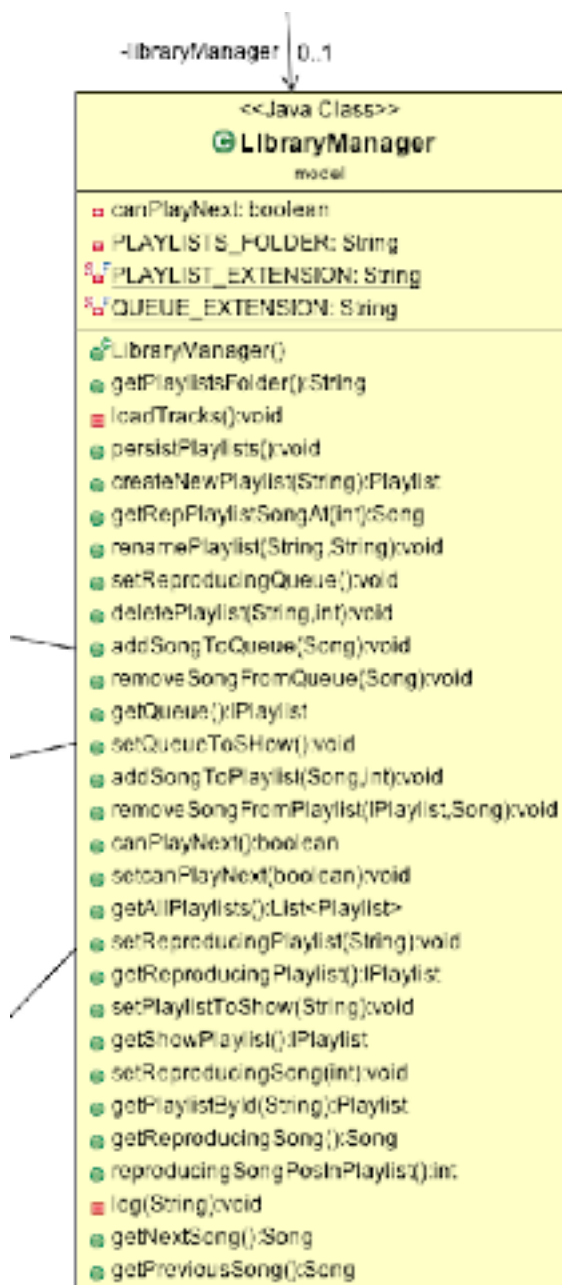 -libraryManager 0..1
<<Java Class>>
LibraryManager
model
canPlayNext: boolean
PLAYLISTS_FOLDER: String
PLAYLIST_EXTENSION: String
QUEUE_EXTENSION: String
LibraryManager()
getPlaylistsFolder():String
loadTracks():void
persistPlaylists():void
createNewPlaylist(String):Playlist
getRepPlaylistSongAt(int):Song
renamePlaylist(String,String):void
setReproducingQueue():void
deletePlaylist(String,int):void
addSongToQueue(Song):void
removeSongFromQueue(Song):void
getQueue():IPlaylist
setQueueToSHow():void
addSongToPlaylist(Song,int):void
removeSongFromPlaylist(IPlaylist,Song):void
canPlayNext():boolean
setcanPlayNext(boolean):void
getAllPlaylists():List<Playlist>
setReproducingPlaylist(String):void
getReproducingPlaylist():IPlaylist
setPlaylistToShow(String):void
getShowPlaylist():IPlaylist
setReproducingSong(int):void
getPlaylistById(String):Playlist
getReproducingSong():Song
reproducingSongPosInPlaylist():int
log(String):void
getNextSong():Song
getPreviousSong():Song